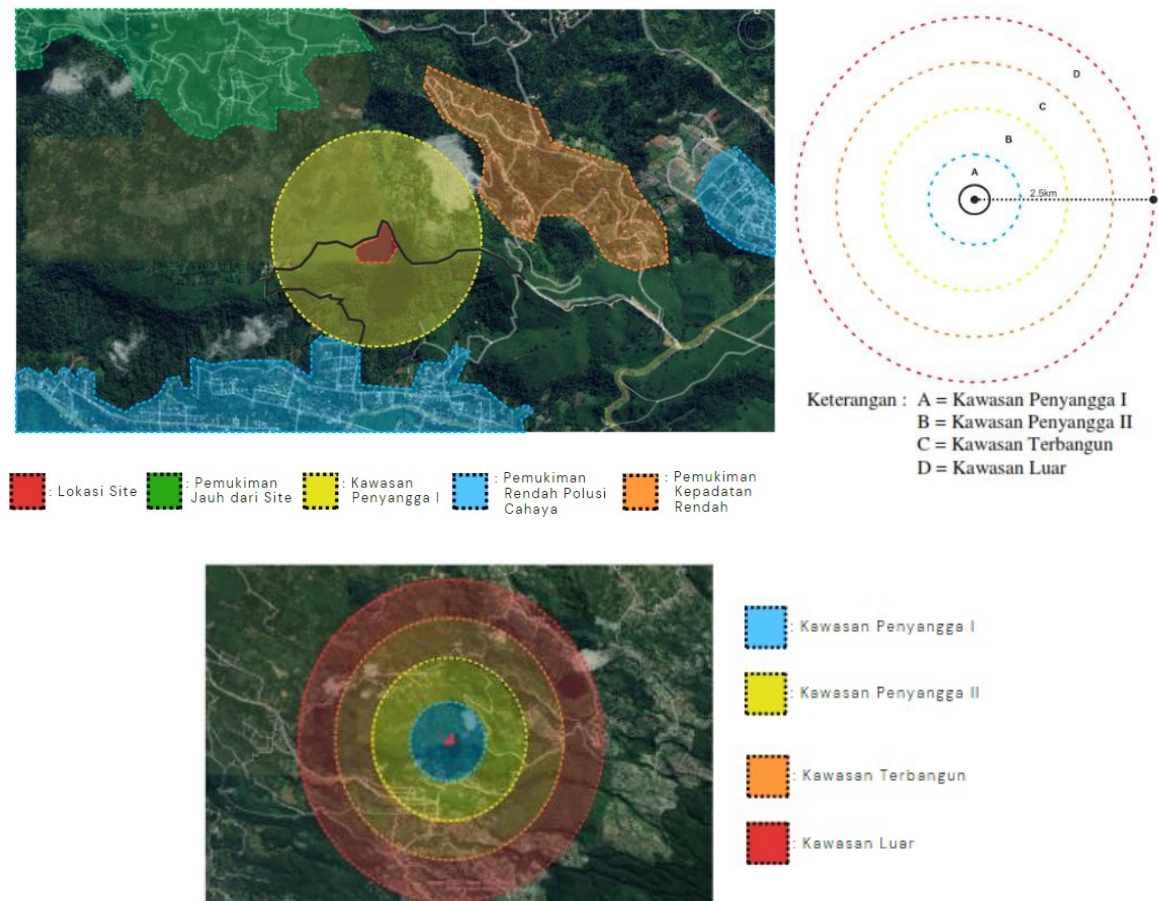 D
C
B
A
2.5km
Keterangan : A = Kawasan Penyangga I
B = Kawasan Penyangga II
C = Kawasan Terbangun
D = Kawasan Luar
: Lokasi Site
: Pemukiman
Jauh dari Site
: Kawasan
Penyangga I
: Pemukiman
Rendah Polusi
Cahaya
: Pemukiman
Kepadatan
Rendah
: Kawasan Penyangga I
: Kawasan Penyangga II
: Kawasan Terbangun
: Kawasan Luar